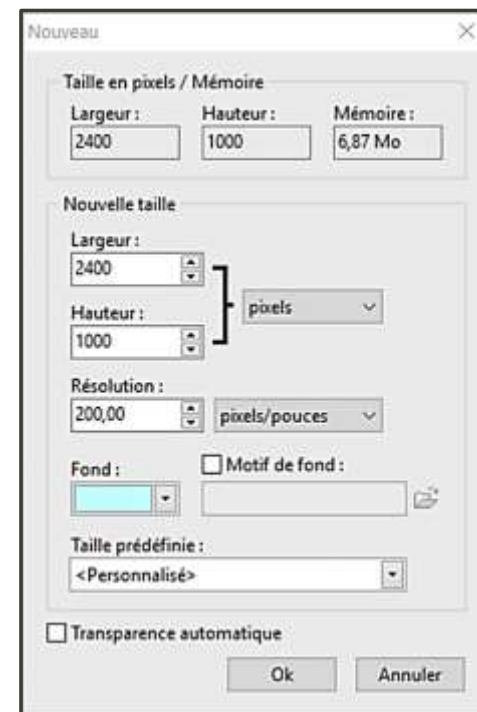 Nouveau
Taille en pixels / Mémoire
Largeur : Hauteur : Mémoire :
2400 1000 6,87 Mo
Nouvelle taille
Largeur :
2400
pixels
Hauteur :
1000
Résolution :
200,00 pixels/pouces
Fond : Motif de fond :
Taille prédéfinie :
<Personnalisé>
Transparence automatique
Ok Annuler